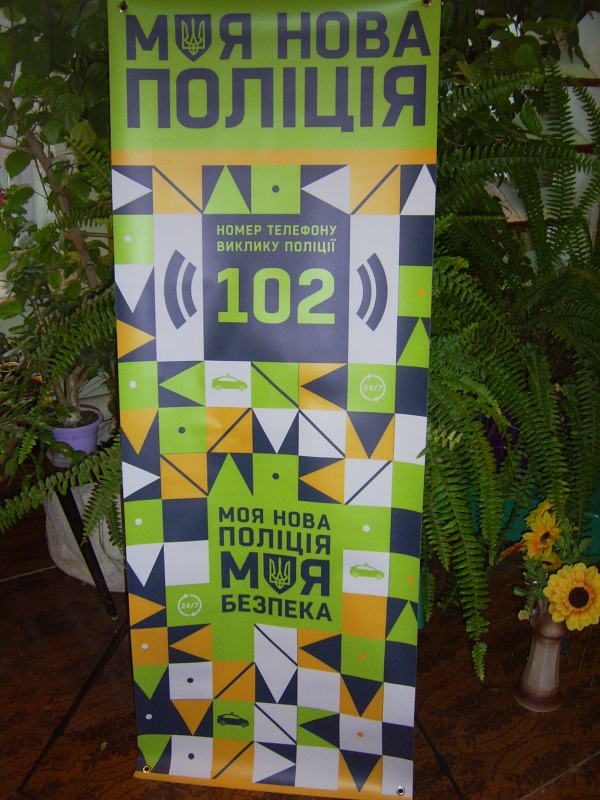 МОЯ НОВА
ПОЛІЦІЯ
НОМЕР ТЕЛЕФОНУ
ВИКЛИКУ ПОЛІЦІЇ
102
24/7
МОЯ НОВА
ПОЛІЦІЯ
МОЯ
БЕЗПЕКА
24/7